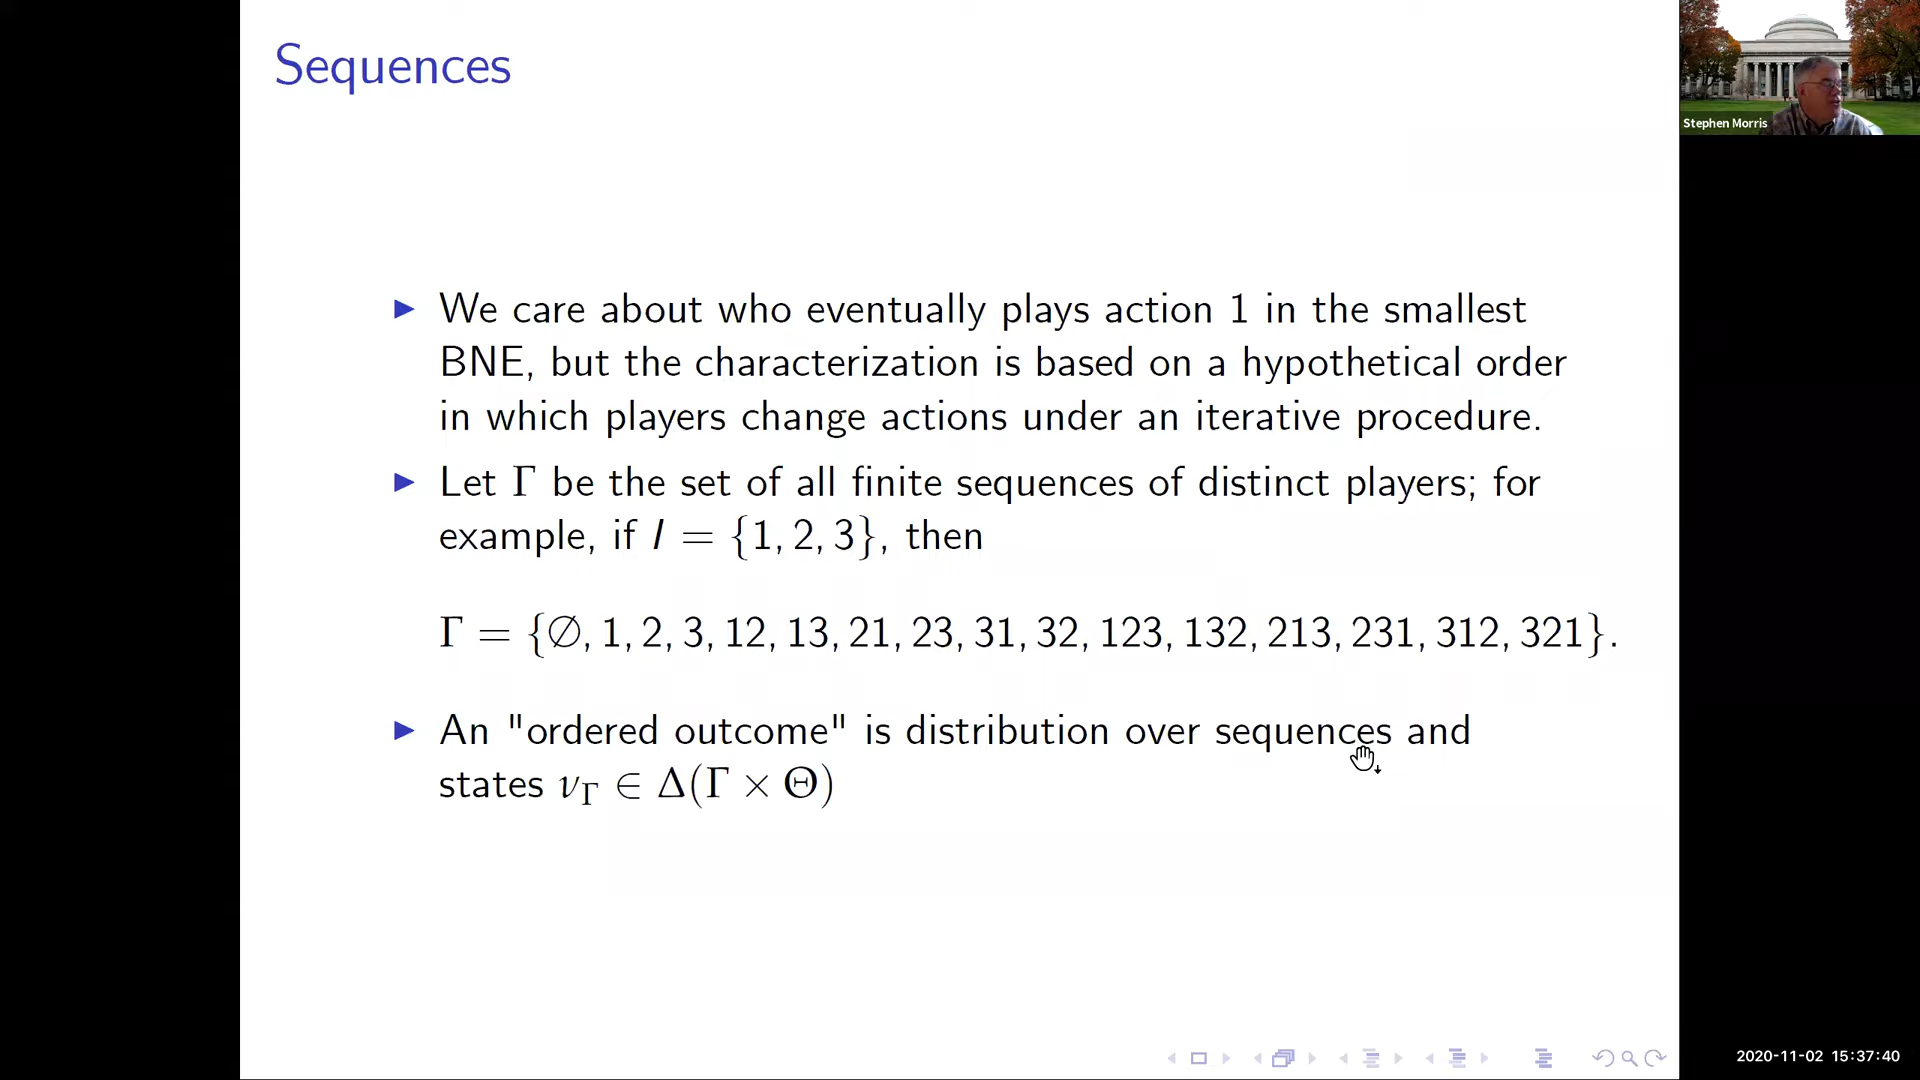 Sequences
We care about who eventually plays action 1 in the smallest
BNE, but the characterization is based on a hypothetical order
in which players change actions under an iterative procedure.
Let Γ be the set of all finite sequences of distinct players; for
example, if I = {1, 2, 3}, then
Γ = {∅, 1, 2, 3, 12, 13, 21, 23, 31, 32, 123, 132, 213, 231, 312, 321}.
An "ordered outcome" is distribution over sequences and
states ν_Γ ∈ Δ(Γ × Θ)
Stephen Morris
2020-11-02 15:37:40